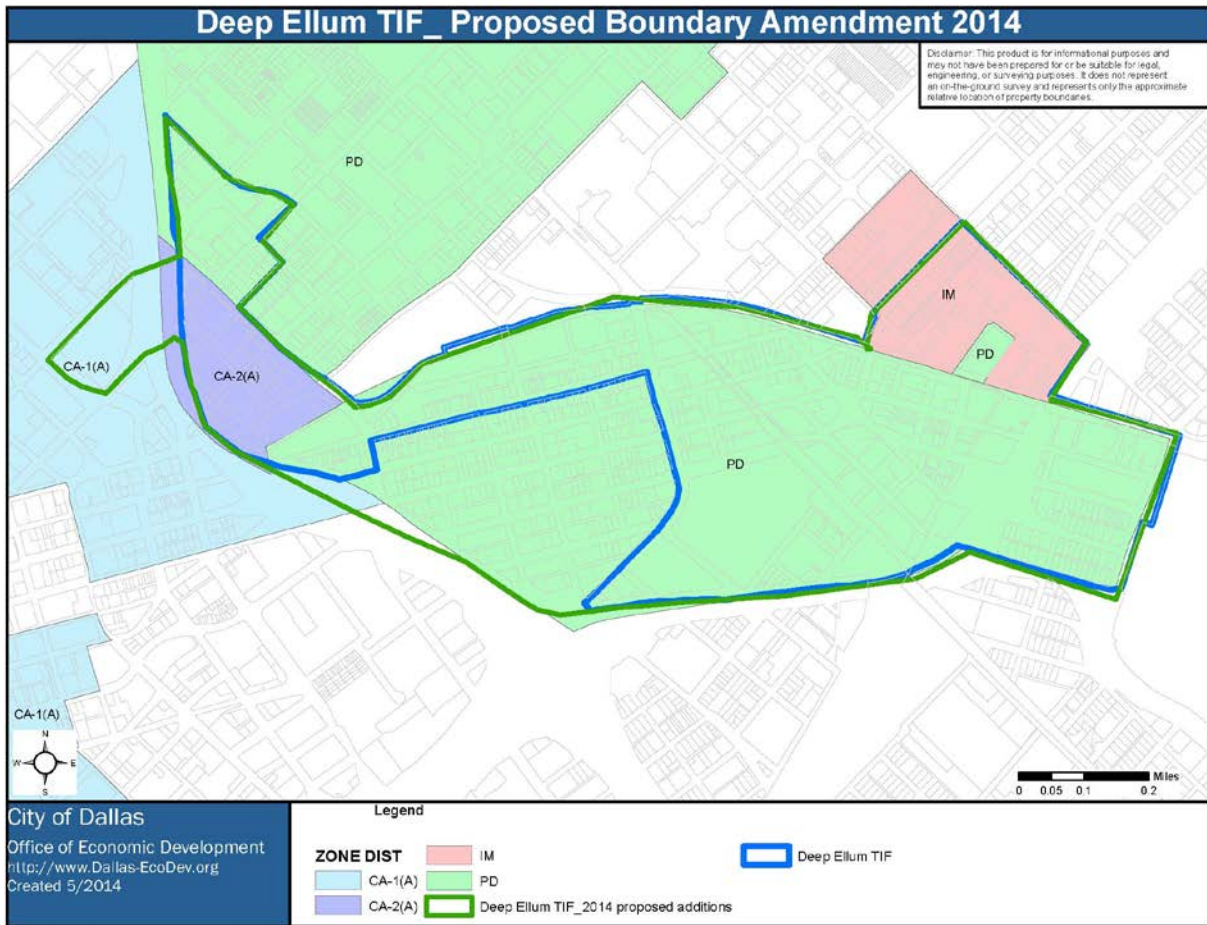 Deep Ellum TIF_ Proposed Boundary Amendment 2014
Disclaimer: This product is for informational purposes and
may not have been prepared for or be suitable for legal,
engineering, or surveying purposes. It does not represent
an on-the-ground survey and represents only the approximate
relative location of property boundaries.
PD
IM
PD
CA-1(A)
CA-2(A)
PD
CA-1(A)
N
W
E
S
Miles
0 0.05 0.1 0.2
City of Dallas
Office of Economic Development
http://www.Dallas-EcoDev.org
Created 5/2014
Legend
ZONE DIST
IM
Deep Ellum TIF
CA-1(A)
PD
CA-2(A)
Deep Ellum TIF_2014 proposed additions